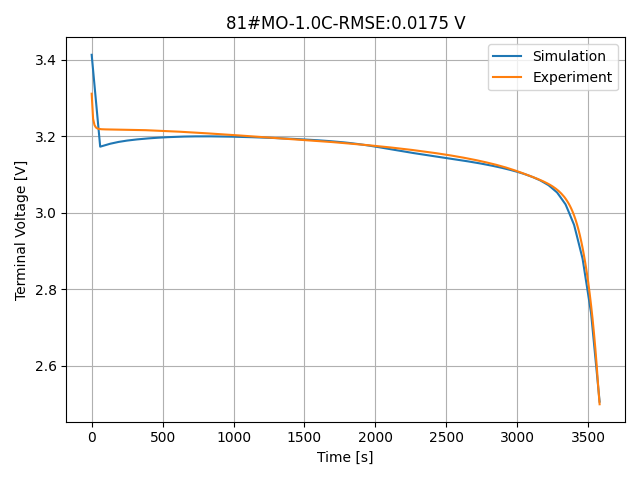 81#MO-1.0C-RMSE:0.0175 V
Simulation
Experiment
Terminal Voltage [V]
3.4
3.2
3.0
2.8
2.6
0 500 1000 1500 2000 2500 3000 3500
Time [s]